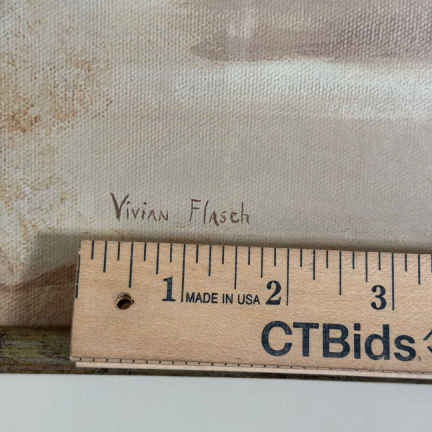 Vivian Flasch
1 MADE IN USA 2 3
CTBids